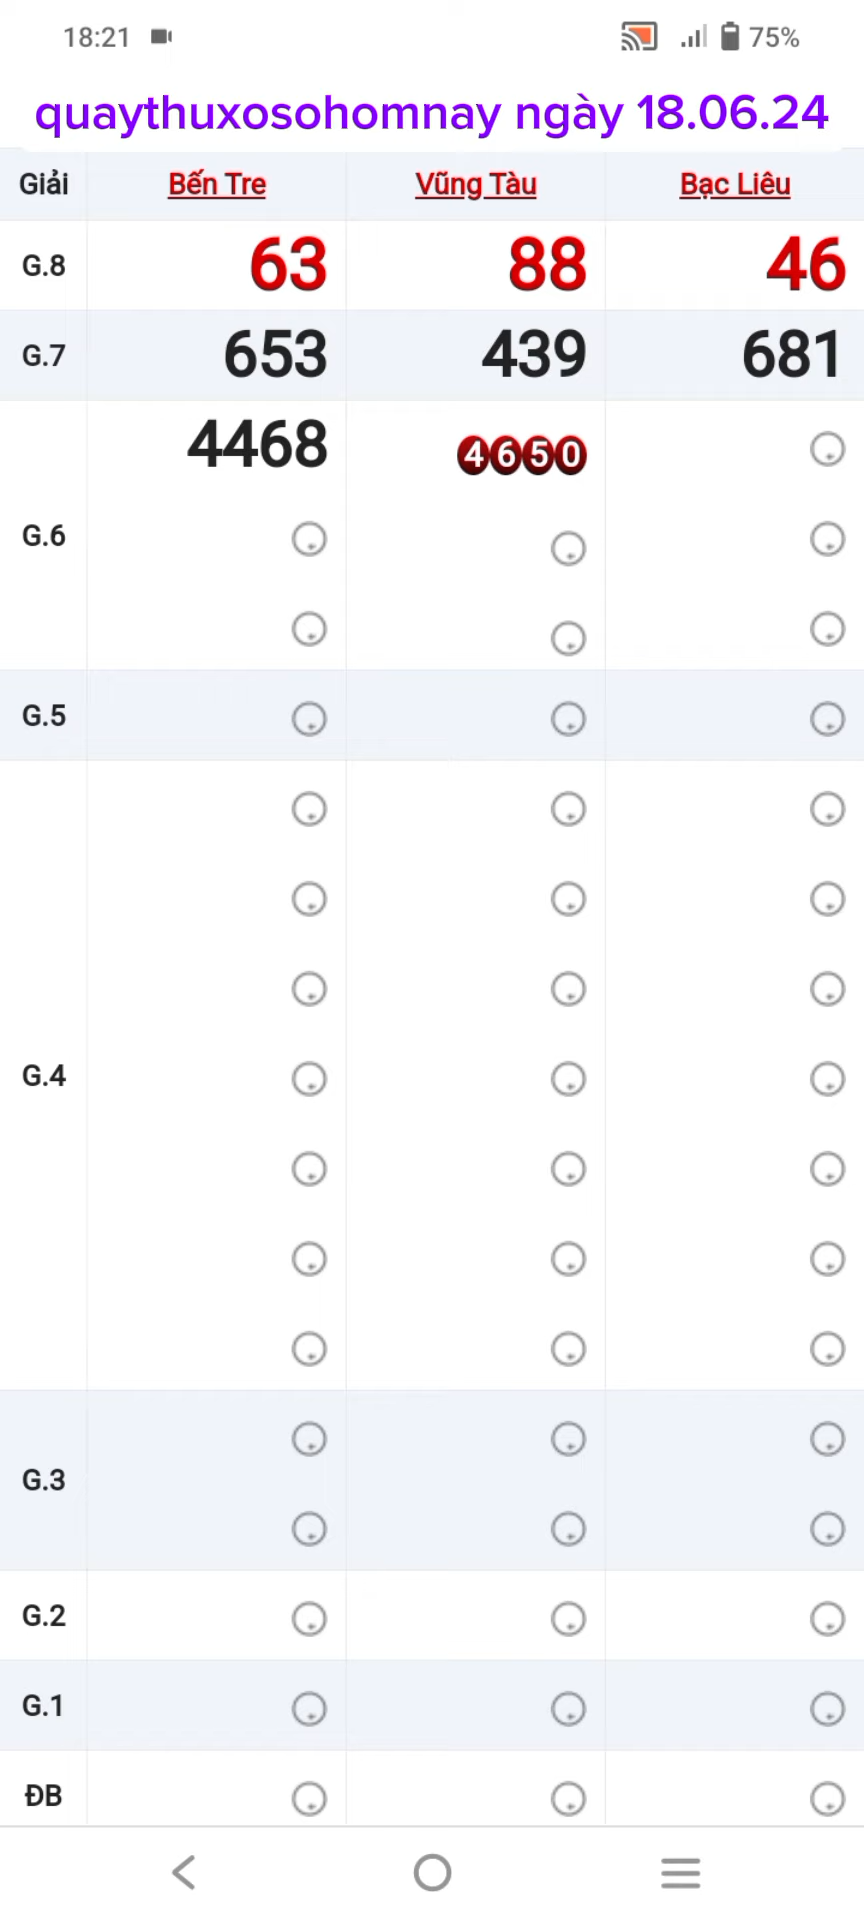 18:21 75%
quaythuxosohomnay ngày 18.06.24
Giải Bến Tre Vũng Tàu Bạc Liêu
G.8 63 88 46
G.7 653 439 681
4468 4650
G.6
G.5
G.4
G.3
G.2
G.1
ĐB